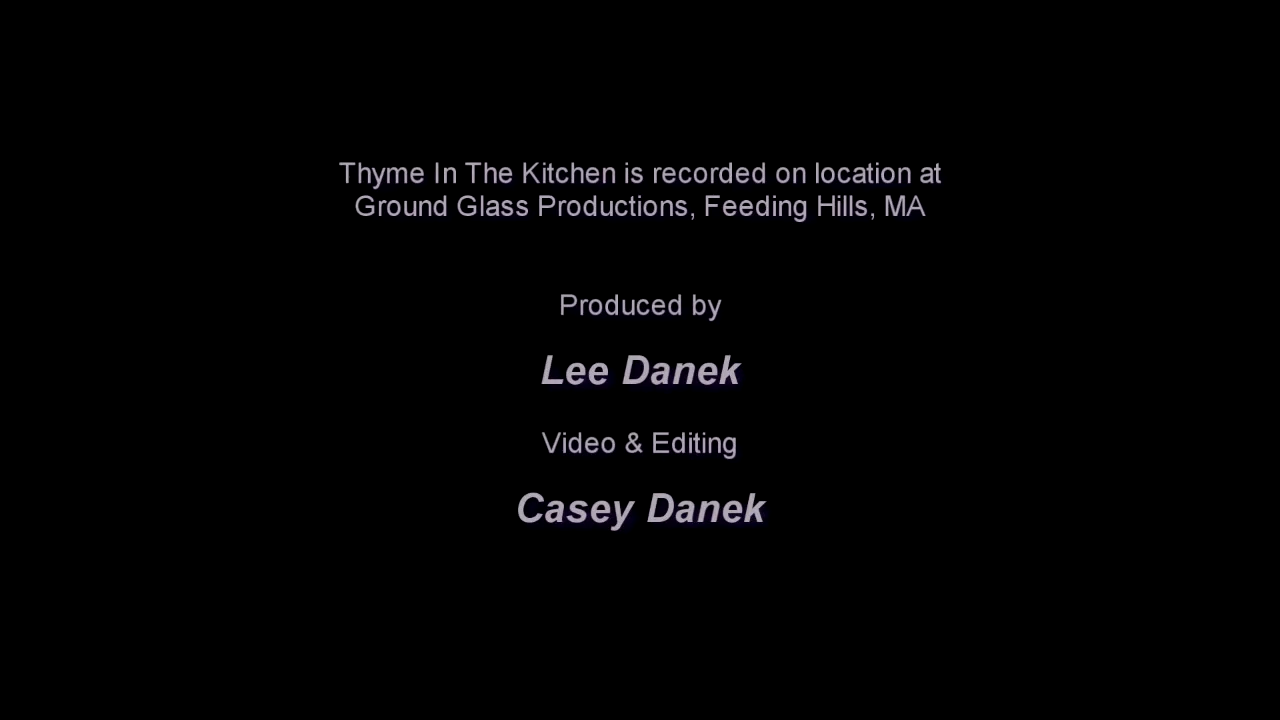 Thyme In The Kitchen is recorded on location at
Ground Glass Productions, Feeding Hills, MA
Produced by
Lee Danek
Video & Editing
Casey Danek